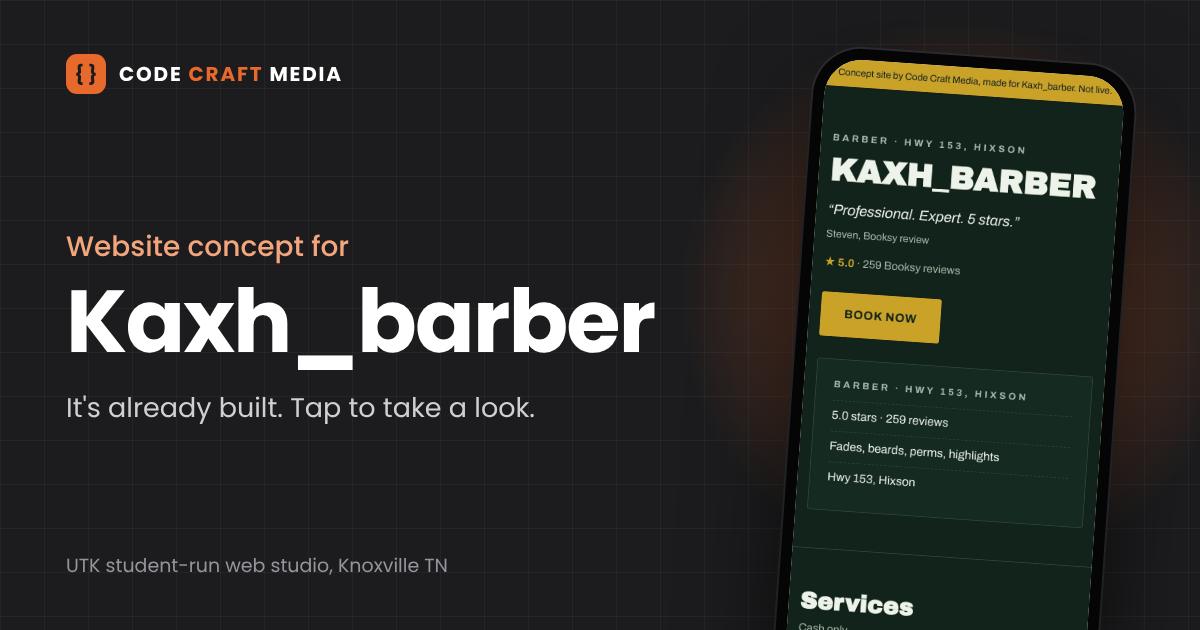 { } CODE CRAFT MEDIA
Website concept for
Kaxh_barber
It's already built. Tap to take a look.
UTK student-run web studio, Knoxville TN
Concept site by Code Craft Media, made for Kaxh_barber. Not live.
BARBER · HWY 153, HIXSON
KAXH_BARBER
“Professional. Expert. 5 stars.”
Steven, Booksy review
★ 5.0 · 259 Booksy reviews
BOOK NOW
BARBER · HWY 153, HIXSON
5.0 stars · 259 reviews
Fades, beards, perms, highlights
Hwy 153, Hixson
Services
Cash only